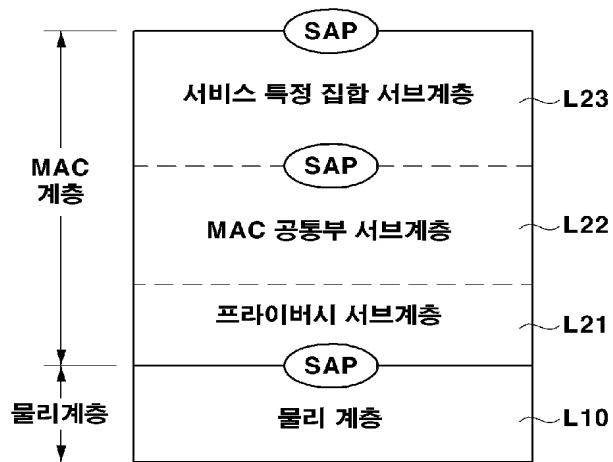 SAP
서비스 특정 집합 서브계층
L23
SAP
MAC
계층
MAC 공통부 서브계층
L22
프라이버시 서브계층
L21
SAP
물리계층
물리 계층
L10